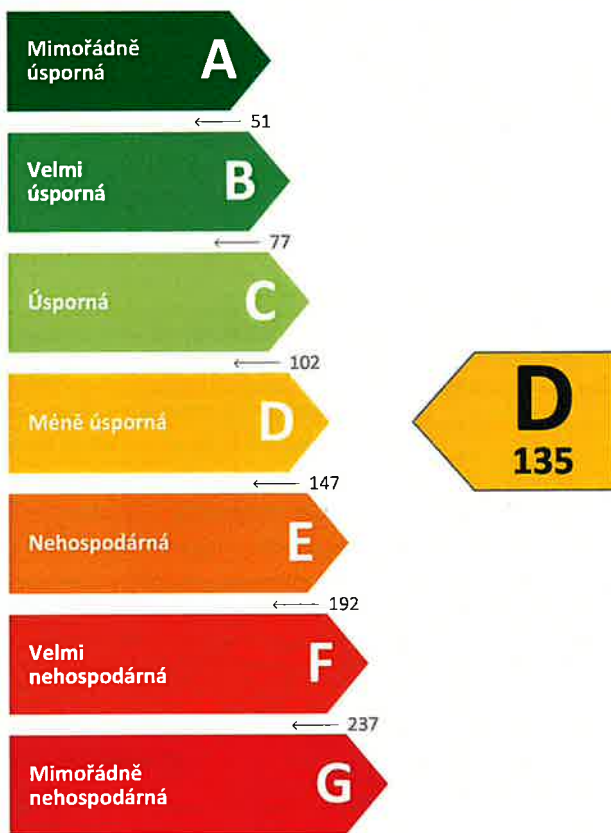 Mimořádně
úsporná
A
51
Velmi
úsporná
B
77
Úsporná
C
102
Méně úsporná
D
D
135
147
Nehospodárná
E
192
Velmi
nehospodárná
F
237
Mimořádně
nehospodárná
G